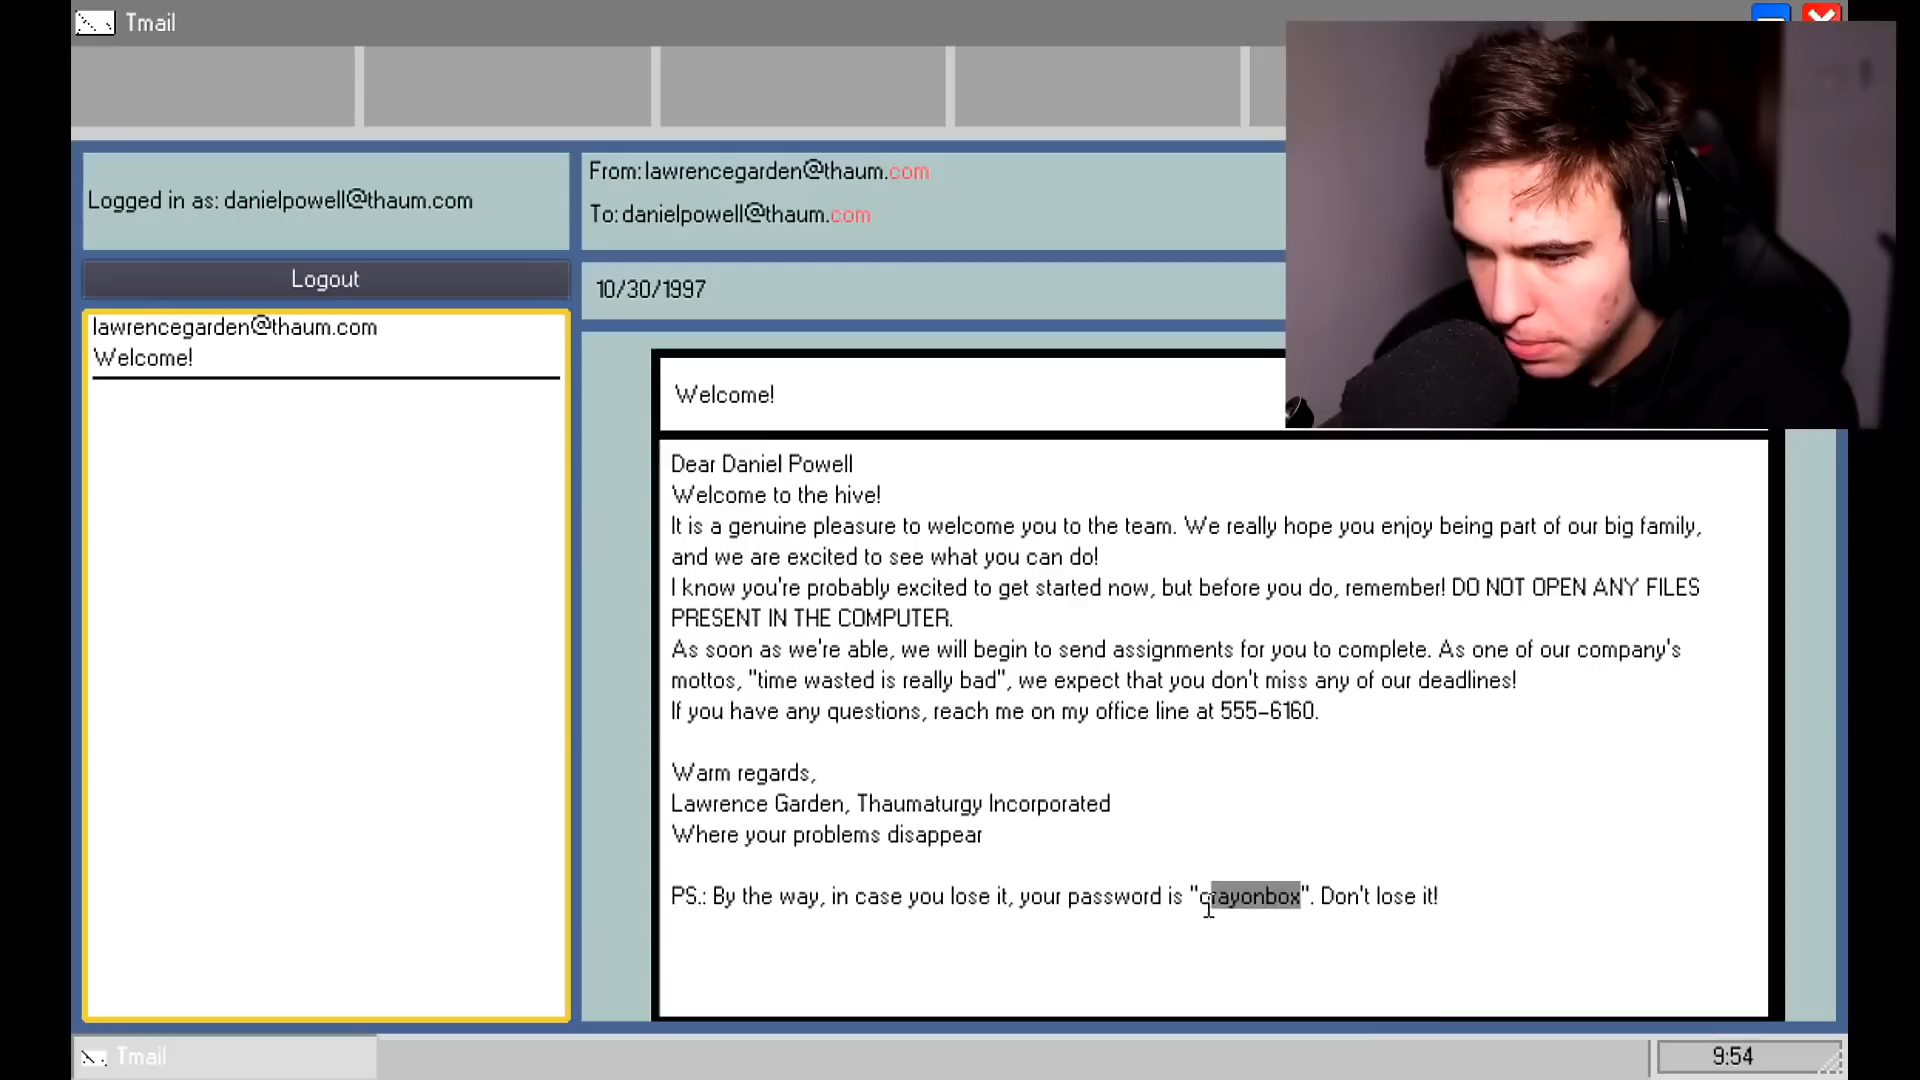 Tmail
Logged in as: danielpowell@thaum.com
Logout
lawrencegarden@thaum.com
Welcome!
From: lawrencegarden@thaum.com
To: danielpowell@thaum.com
10/30/1997
Welcome!
Dear Daniel Powell
Welcome to the hive!
It is a genuine pleasure to welcome you to the team. We really hope you enjoy being part of our big family,
and we are excited to see what you can do!
I know you're probably excited to get started now, but before you do, remember! DO NOT OPEN ANY FILES
PRESENT IN THE COMPUTER.
As soon as we're able, we will begin to send assignments for you to complete. As one of our company's
mottos, "time wasted is really bad", we expect that you don't miss any of our deadlines!
If you have any questions, reach me on my office line at 555-6160.
Warm regards,
Lawrence Garden, Thaumaturgy Incorporated
Where your problems disappear
PS.: By the way, in case you lose it, your password is "crayonbox". Don't lose it!
Tmail
9:54